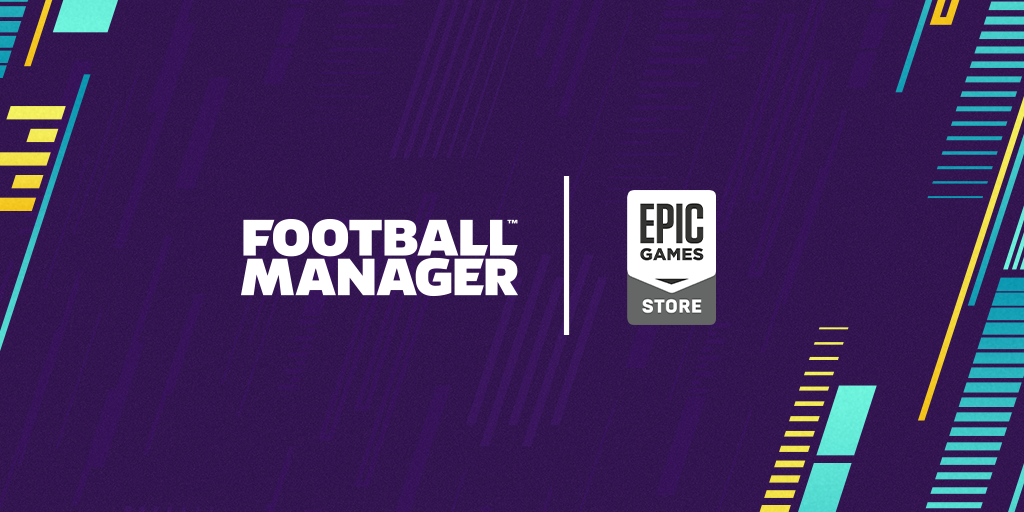 FOOTBALL™
MANAGER
EPIC
GAMES
STORE